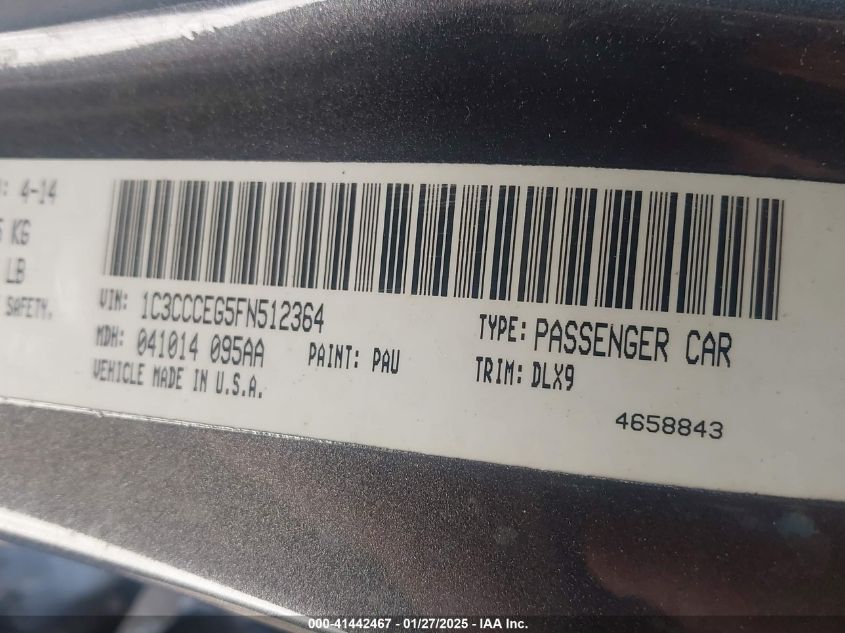 : 4-14
KG
LB
SAFETY.
VIN: 1C3CCCEG5FN512364
MDH: 041014 095AA
PAINT: PAU
VEHICLE MADE IN U.S.A.
TYPE: PASSENGER CAR
TRIM: DLX9
4658843
000-41442467 - 01/27/2025 - IAA Inc.